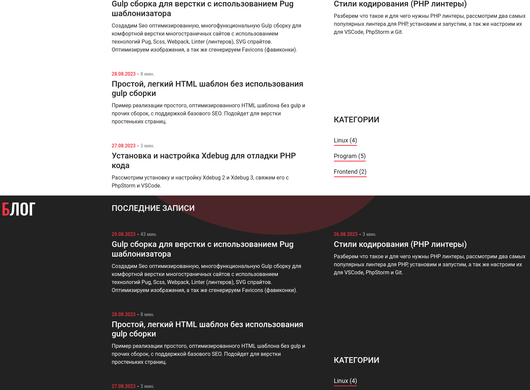 Gulp сборка для верстки с использованием Pug
шаблонизатора
Создадим Seo оптимизированную, многофункциональную Gulp сборку для
комфортной верстки многостраничных сайтов с использованием
технологий Pug, Scss, Webpack, Linter (линтеров), SVG спрайтов.
Оптимизируем изображения, а так же сгенерируем Favicons (фавиконки).
28.08.2023 • 8 мин.
Простой, легкий HTML шаблон без использования
gulp сборки
Пример реализации простого, оптимизированного HTML шаблона без gulp и
прочих сборок, с поддержкой базового SEO. Подойдет для верстки
простеньких страниц.
27.08.2023 • 3 мин.
Установка и настройка Xdebug для отладки PHP
кода
Рассмотрим установку и настройку Xdebug 2 и Xdebug 3, свяжем его с
PhpStorm и VSCode.
Стили кодирования (PHP линтеры)
Разберем что такое и для чего нужны PHP линтеры, рассмотрим два самых
популярных линтера для PHP, установим и запустим, а так же настроим их
для VSCode, PhpStorm и Git.
КАТЕГОРИИ
Linux (4)
Program (5)
Frontend (2)
БЛОГ
ПОСЛЕДНИЕ ЗАПИСИ
29.08.2023 • 43 мин.
Gulp сборка для верстки с использованием Pug
шаблонизатора
Создадим Seo оптимизированную, многофункциональную Gulp сборку для
комфортной верстки многостраничных сайтов с использованием
технологий Pug, Scss, Webpack, Linter (линтеров), SVG спрайтов.
Оптимизируем изображения, а так же сгенерируем Favicons (фавиконки).
28.08.2023 • 8 мин.
Простой, легкий HTML шаблон без использования
gulp сборки
Пример реализации простого, оптимизированного HTML шаблона без gulp и
прочих сборок, с поддержкой базового SEO. Подойдет для верстки
простеньких страниц.
27.08.2023 • 3 мин.
26.08.2023 • 3 мин.
Стили кодирования (PHP линтеры)
Разберем что такое и для чего нужны PHP линтеры, рассмотрим два самых
популярных линтера для PHP, установим и запустим, а так же настроим их
для VSCode, PhpStorm и Git.
КАТЕГОРИИ
Linux (4)